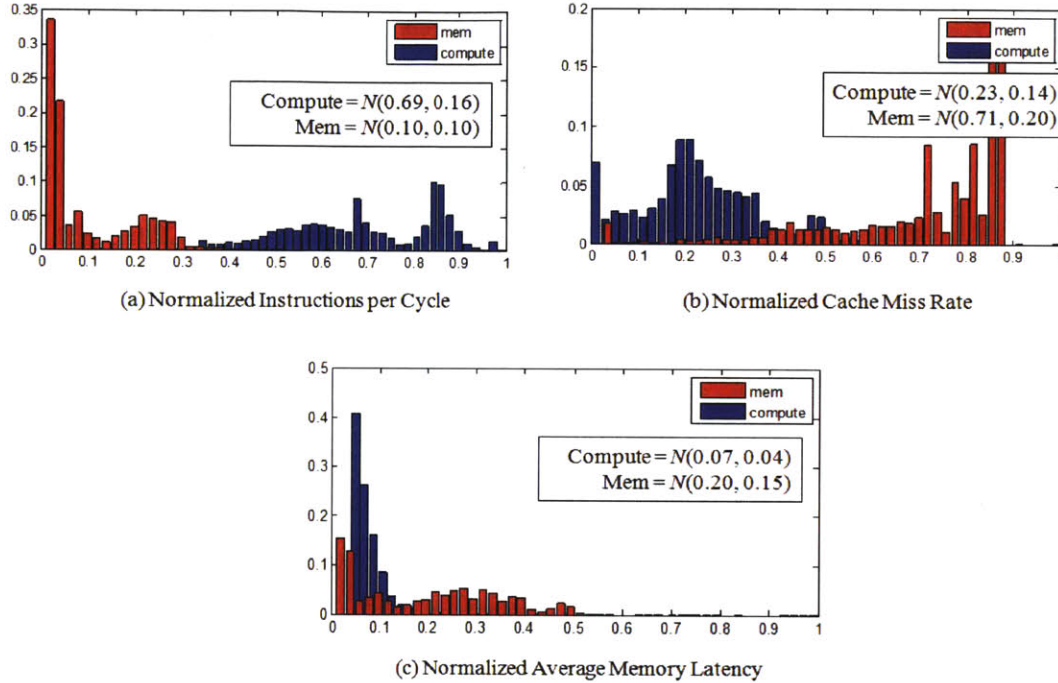 0.35
0.3
0.25
0.2
0.15
0.1
0.05
0
0 0.1 0.2 0.3 0.4 0.5 0.6 0.7 0.8 0.9 1
mem
compute
Compute = N(0.69, 0.16)
Mem = N(0.10, 0.10)
(a) Normalized Instructions per Cycle
0.2
0.15
0.1
0.05
0
0 0.1 0.2 0.3 0.4 0.5 0.6 0.7 0.8 0.9
mem
compute
Compute = N(0.23, 0.14)
Mem = N(0.71, 0.20)
(b) Normalized Cache Miss Rate
0.5
0.4
0.3
0.2
0.1
0
0 0.1 0.2 0.3 0.4 0.5 0.6 0.7 0.8 0.9 1
mem
compute
Compute = N(0.07, 0.04)
Mem = N(0.20, 0.15)
(c) Normalized Average Memory Latency